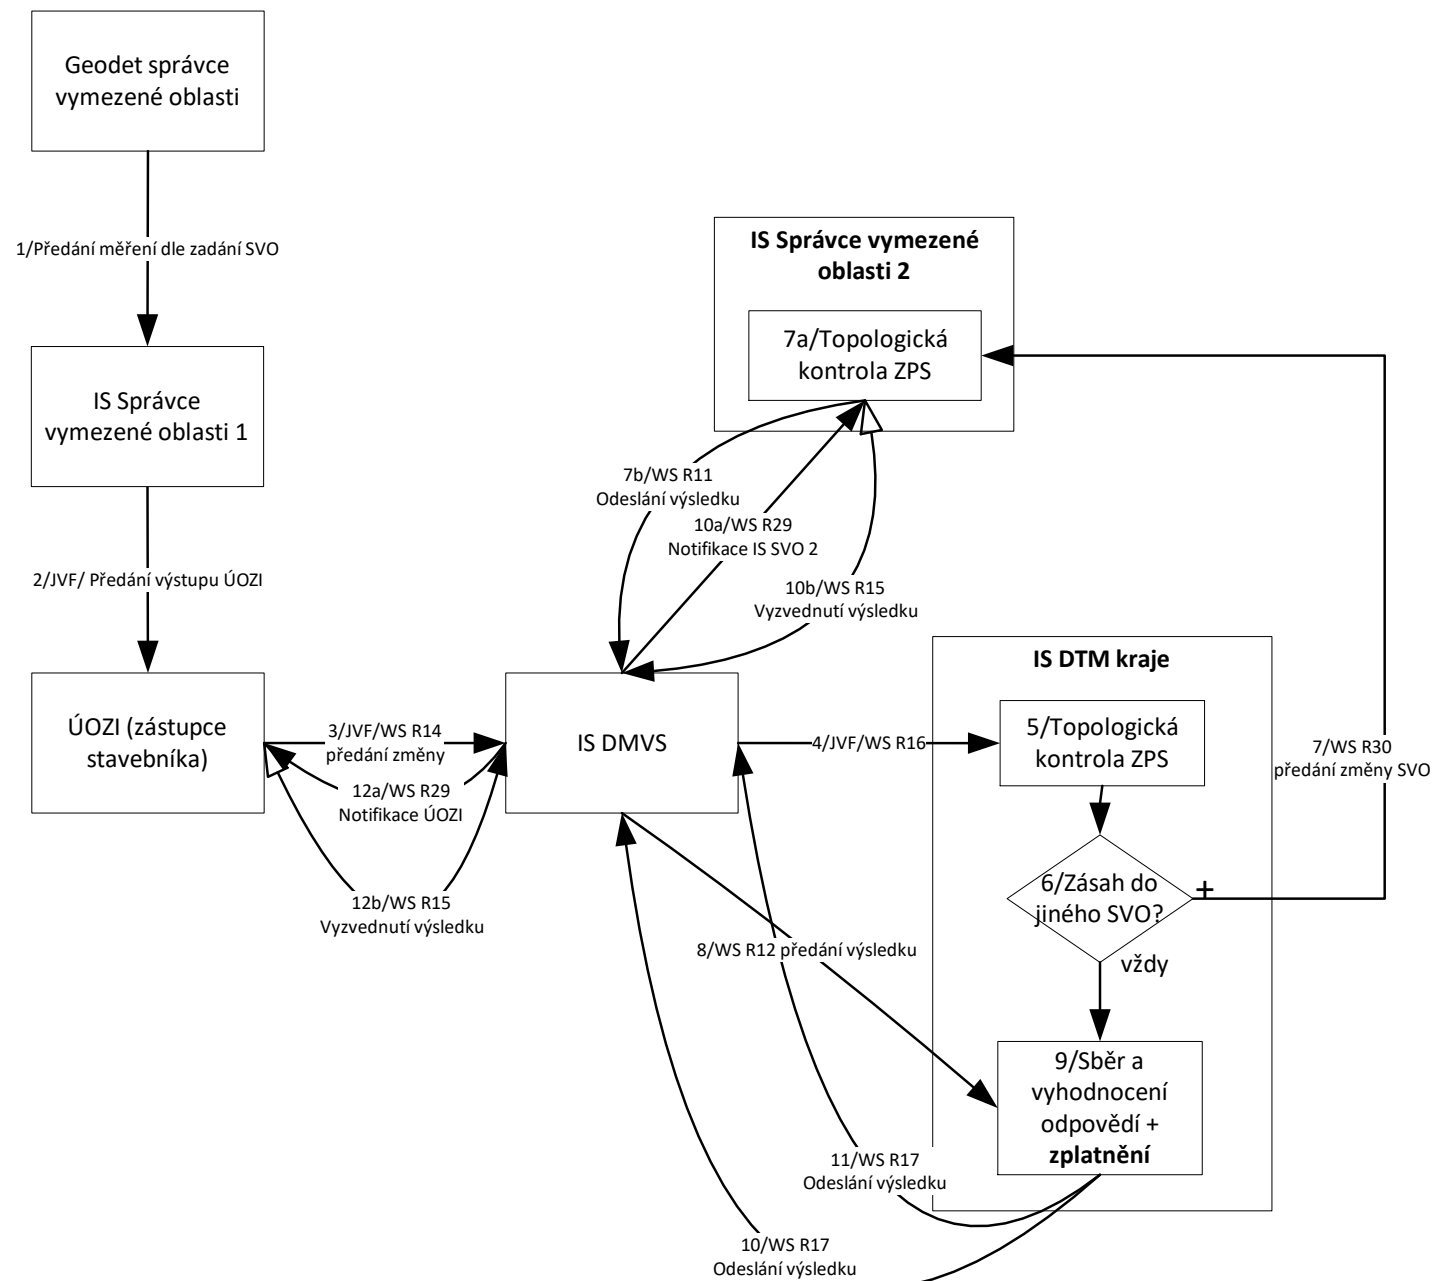 Geodet správce
vymezené oblasti
1/Předání měření dle zadání SVO
IS Správce
vymezené oblasti 1
2/JVF/ Předání výstupu ÚOZI
ÚOZI (zástupce
stavebníka)
3/JVF/WS R14
předání změny
12a/WS R29
Notifikace ÚOZI
12b/WS R15
Vyzvednutí výsledku
IS DMVS
IS Správce vymezené
oblasti 2
7a/Topologická
kontrola ZPS
7b/WS R11
Odeslání výsledku
10a/WS R29
Notifikace IS SVO 2
10b/WS R15
Vyzvednutí výsledku
4/JVF/WS R16
IS DTM kraje
5/Topologická
kontrola ZPS
6/Zásah do
jiného SVO?
+
vždy
7/WS R30
předání změny SVO
8/WS R12 předání výsledku
9/Sběr a
vyhodnocení
odpovědí +
zplatnění
11/WS R17
Odeslání výsledku
10/WS R17
Odeslání výsledku